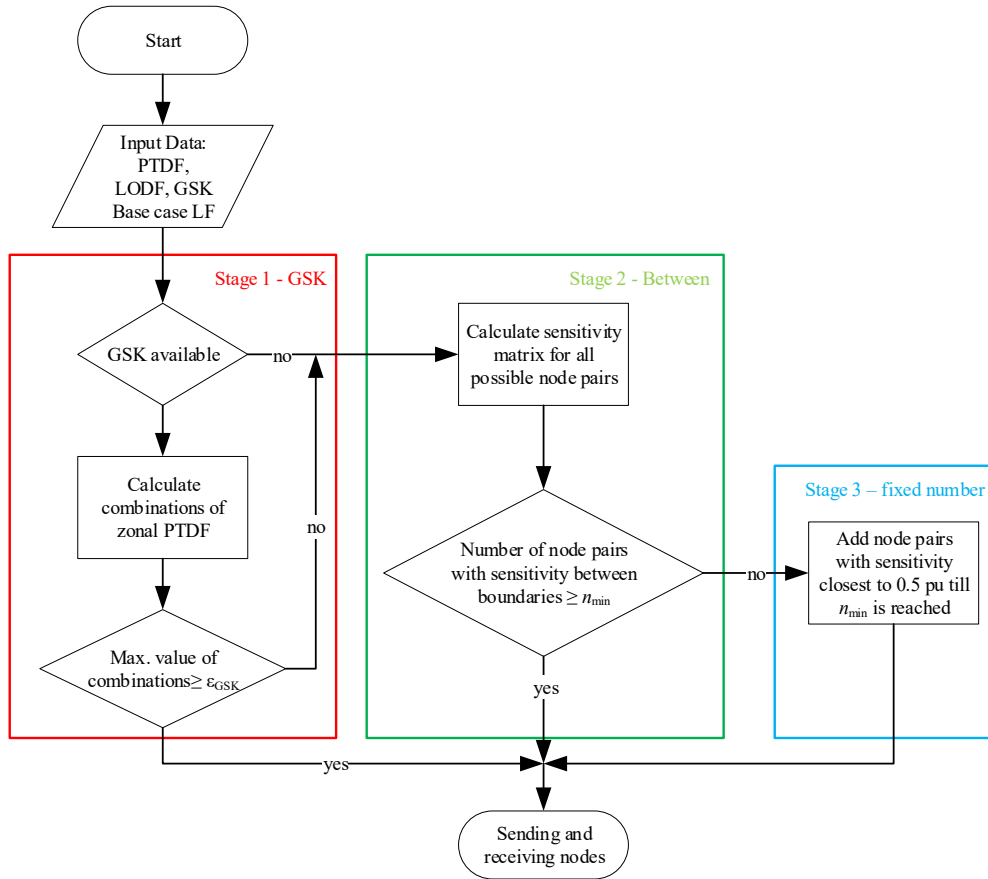 Start
Input Data:
PTDF,
LODF, GSK
Base case LF
Stage 1 - GSK
GSK available
no
Calculate
combinations of
zonal PTDF
no
Max. value of
combinations≥ εGSK
yes
Stage 2 - Between
Calculate sensitivity
matrix for all
possible node pairs
Number of node pairs
with sensitivity between
boundaries ≥ nmin
no
yes
Stage 3 – fixed number
Add node pairs
with sensitivity
closest to 0.5 pu till
nmin is reached
Sending and
receiving nodes